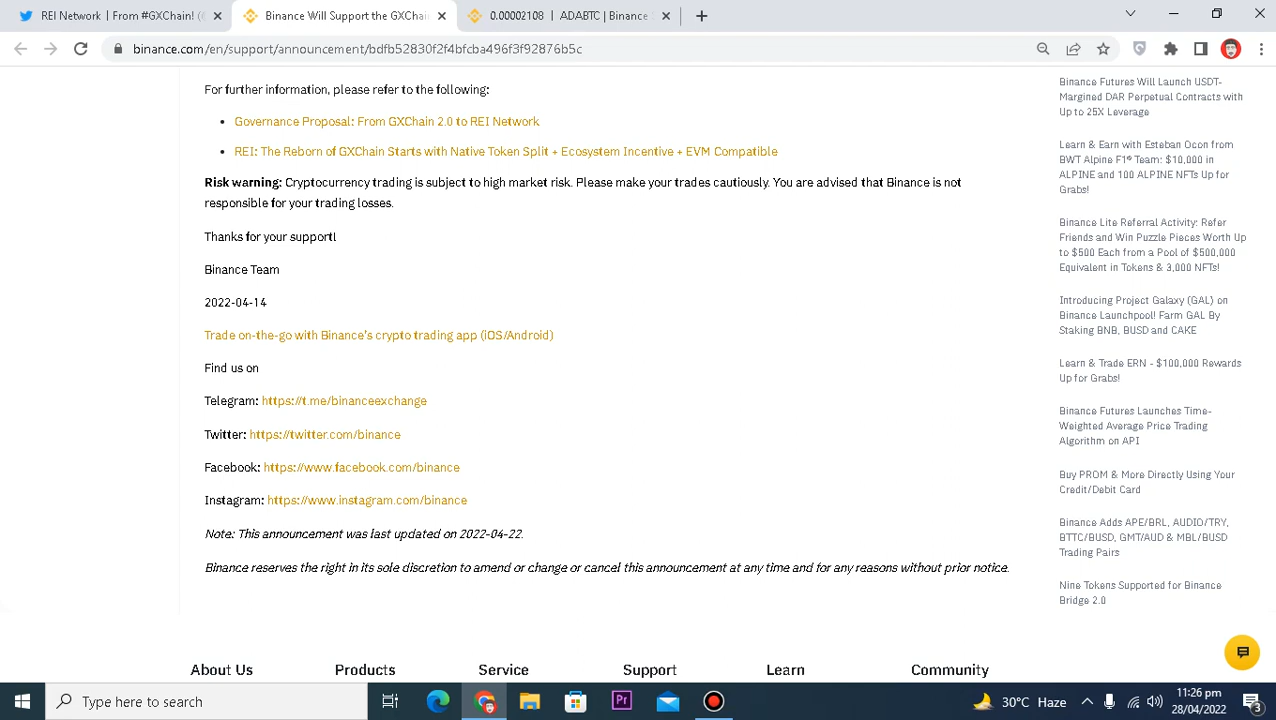 REI Network | From #GXChain! (
Binance Will Support the GXChai
0.00002108 | ADABTC | Binance
binance.com/en/support/announcement/bdfb52830f2f4bfcba496f3f92876b5c
For further information, please refer to the following:
Governance Proposal: From GXChain 2.0 to REI Network
REI: The Reborn of GXChain Starts with Native Token Split + Ecosystem Incentive + EVM Compatible
Risk warning: Cryptocurrency trading is subject to high market risk. Please make your trades cautiously. You are advised that Binance is not
responsible for your trading losses.
Thanks for your support!
Binance Team
2022-04-14
Trade on-the-go with Binance's crypto trading app (iOS/Android)
Find us on
Telegram: https://t.me/binanceexchange
Twitter: https://twitter.com/binance
Facebook: https://www.facebook.com/binance
Instagram: https://www.instagram.com/binance
Note: This announcement was last updated on 2022-04-22.
Binance reserves the right in its sole discretion to amend or change or cancel this announcement at any time and for any reasons without prior notice.
Binance Futures Will Launch USDT-
Margined DAR Perpetual Contracts with
Up to 25X Leverage
Learn & Earn with Esteban Ocon from
BWT Alpine F1® Team: $10,000 in
ALPINE and 100 ALPINE NFTs Up for
Grabs!
Binance Lite Referral Activity: Refer
Friends and Win Puzzle Pieces Worth Up
to $500 Each from a Pool of $500,000
Equivalent in Tokens & 3,000 NFTs!
Introducing Project Galaxy (GAL) on
Binance Launchpool! Farm GAL By
Staking BNB, BUSD and CAKE
Learn & Trade ERN - $100,000 Rewards
Up for Grabs!
Binance Futures Launches Time-
Weighted Average Price Trading
Algorithm on API
Buy PROM & More Directly Using Your
Credit/Debit Card
Binance Adds APE/BRL, AUDIO/TRY,
BTTC/BUSD, GMT/AUD & MBL/BUSD
Trading Pairs
Nine Tokens Supported for Binance
Bridge 2.0
About Us
Products
Service
Support
Learn
Community
Type here to search
Pr
30°C Haze
11:26 pm
28/04/2022
3